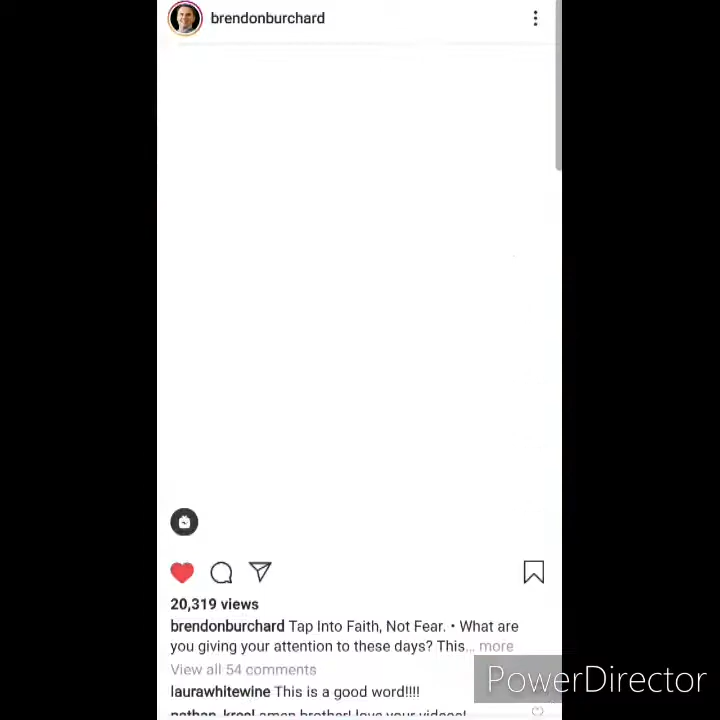 brendonburchard
20,319 views
brendonburchard Tap Into Faith, Not Fear. • What are
you giving your attention to these days? This... more
View all 54 comments
laurawhitewine This is a good word!!!!
PowerDirector